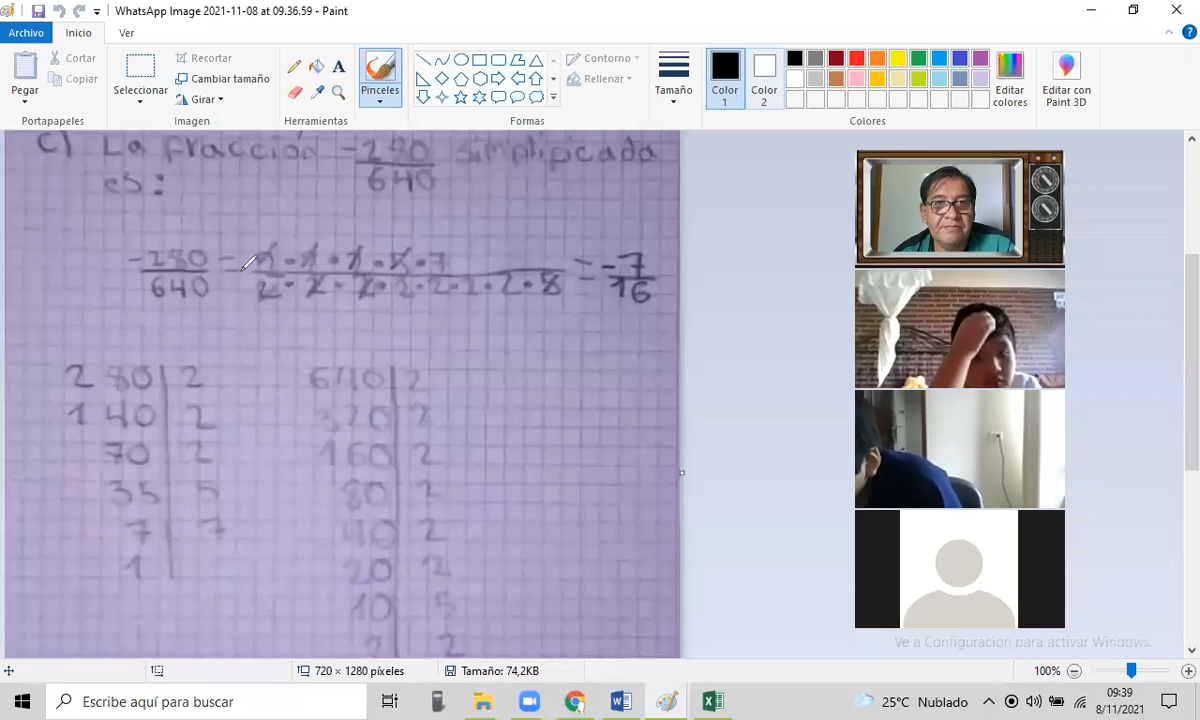 WhatsApp Image 2021-11-08 at 09.36.59 - Paint
Archivo Inicio Ver
Pegar
Cortar
Copiar
Portapapeles
Seleccionar
Recortar
Cambiar tamaño
Girar
Imagen
A
Herramientas
Pinceles
Contorno
Rellenar
Formas
Tamaño
Color 1
Color 2
Editar colores
Editar con Paint 3D
Colores
c) La fracción -280/640 simplificada
es:
-280/640 = = -7/16
280 | 2
140 | 2
70 | 2
35 | 5
7 | 7
1
640 | 2
320 | 2
160 | 2
80 | 2
40 | 2
20 | 2
10 | 5
2 | 2
Ve a Configuración para activar Windows.
720 × 1280 píxeles
Tamaño: 74,2KB
100%
Escribe aquí para buscar
25°C Nublado
09:39
8/11/2021